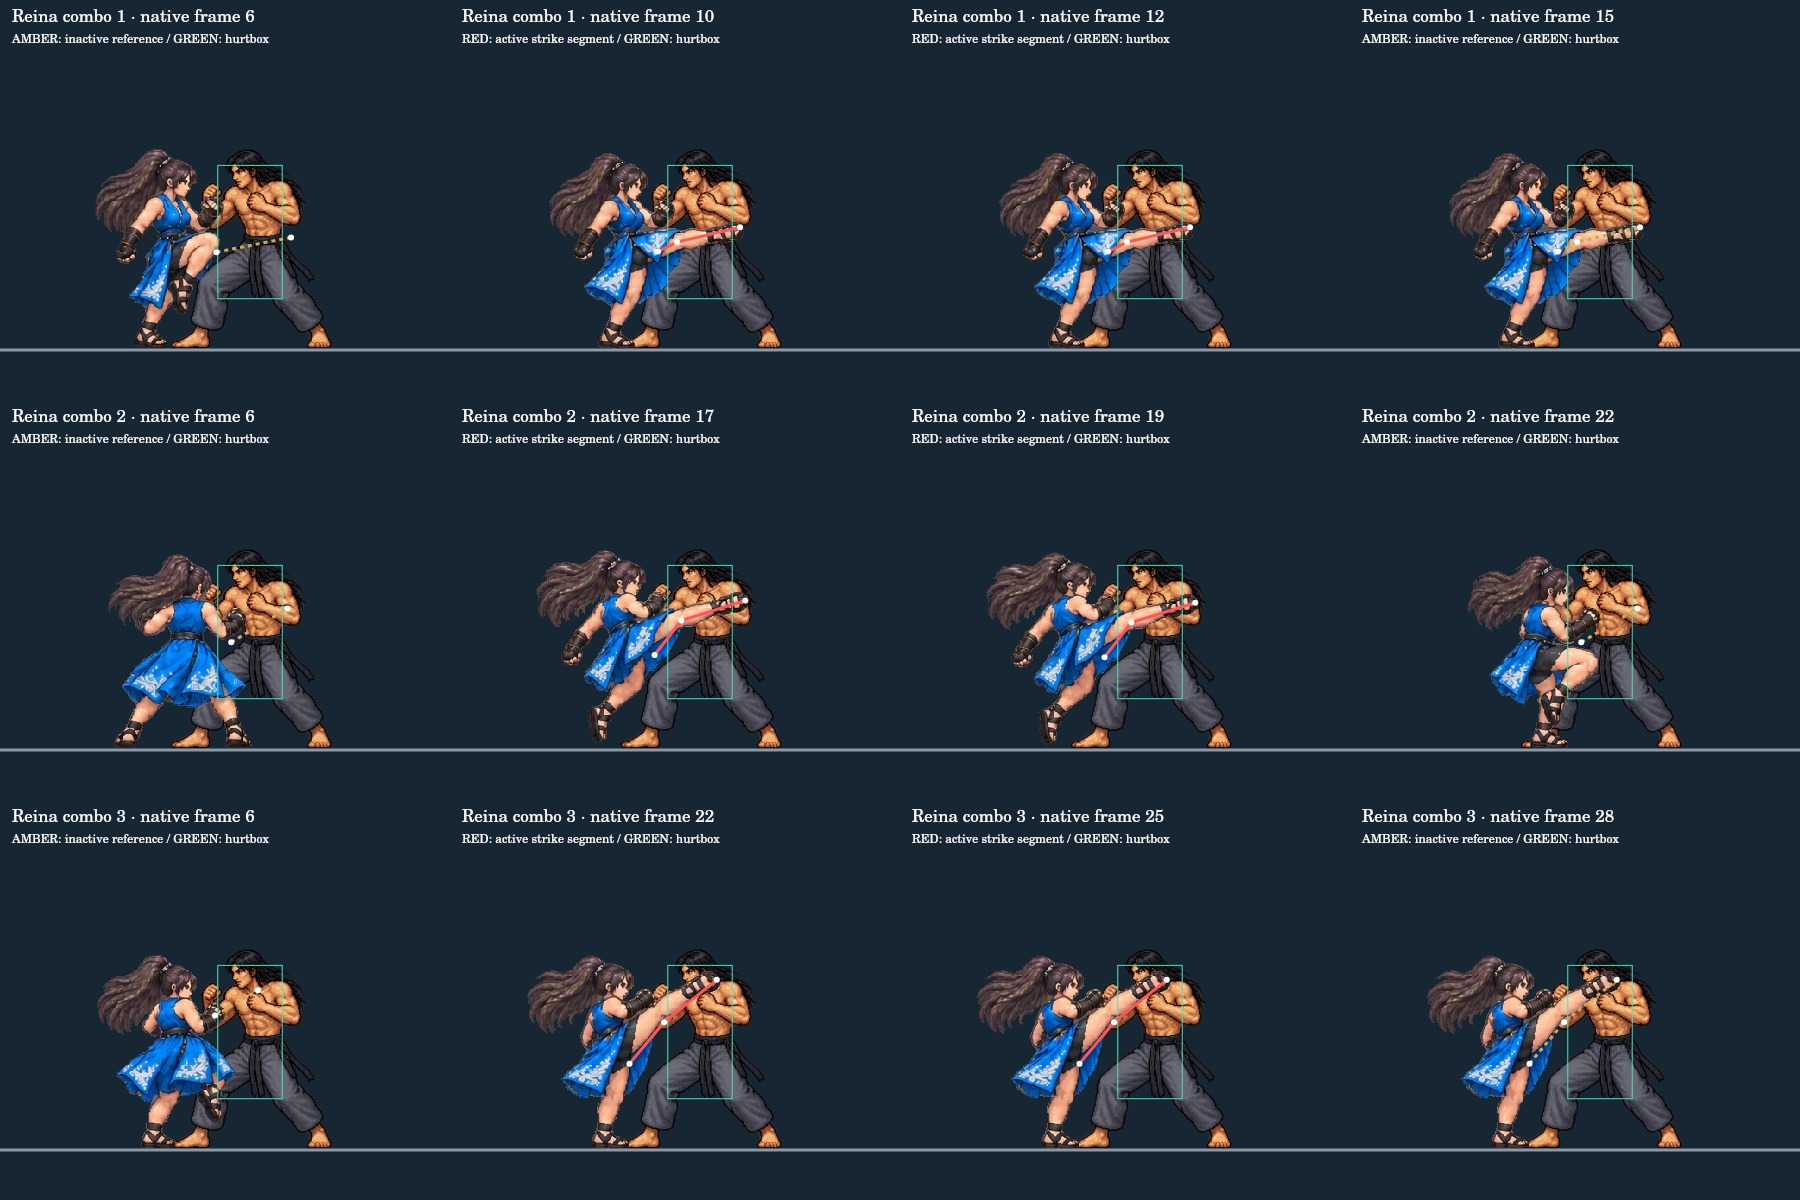 Reina combo 1 · native frame 6
AMBER: inactive reference / GREEN: hurtbox
Reina combo 1 · native frame 10
RED: active strike segment / GREEN: hurtbox
Reina combo 1 · native frame 12
RED: active strike segment / GREEN: hurtbox
Reina combo 1 · native frame 15
AMBER: inactive reference / GREEN: hurtbox
Reina combo 2 · native frame 6
AMBER: inactive reference / GREEN: hurtbox
Reina combo 2 · native frame 17
RED: active strike segment / GREEN: hurtbox
Reina combo 2 · native frame 19
RED: active strike segment / GREEN: hurtbox
Reina combo 2 · native frame 22
AMBER: inactive reference / GREEN: hurtbox
Reina combo 3 · native frame 6
AMBER: inactive reference / GREEN: hurtbox
Reina combo 3 · native frame 22
RED: active strike segment / GREEN: hurtbox
Reina combo 3 · native frame 25
RED: active strike segment / GREEN: hurtbox
Reina combo 3 · native frame 28
AMBER: inactive reference / GREEN: hurtbox